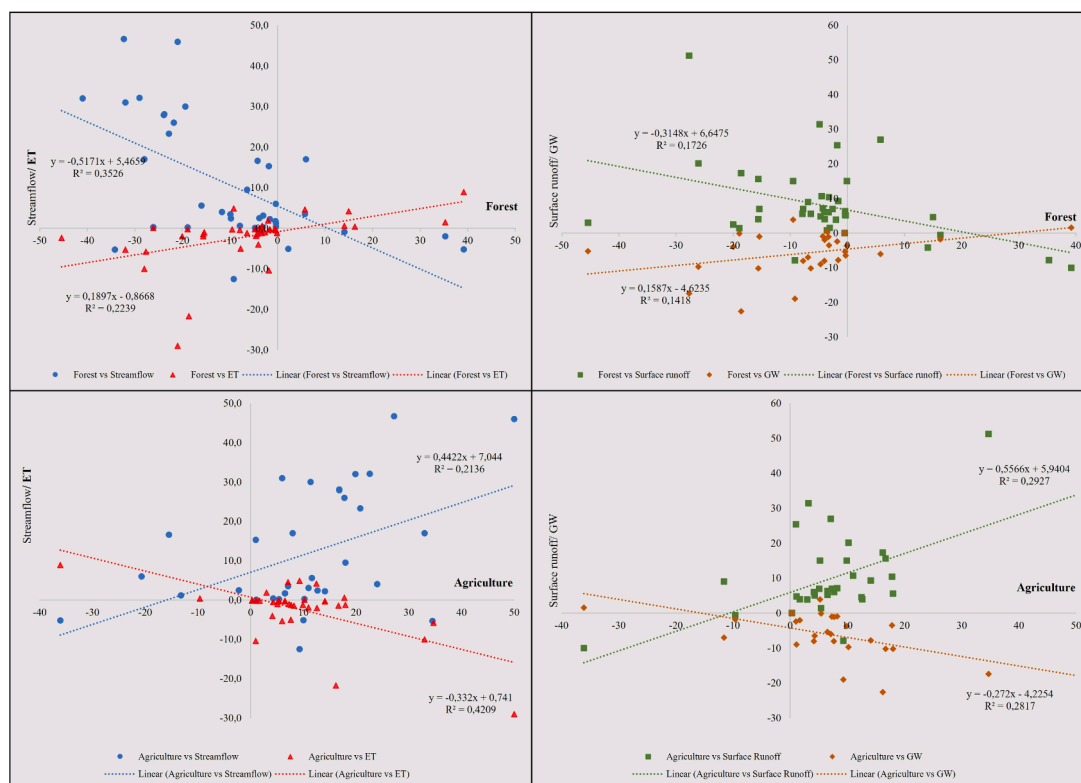 50,0
40,0
30,0
20,0
10,0
0,0
-10,0
-20,0
-30,0
-50 -40 -30 -20 -10 0 10 20 30 40 50
Streamflow/ ET
Forest
y = -0,5171x + 5,4659
R² = 0,3526
y = 0,1897x - 0,8668
R² = 0,2239
Forest vs Streamflow Forest vs ET Linear (Forest vs Streamflow) Linear (Forest vs ET)
60
50
40
30
20
10
0
-10
-20
-30
-50 -40 -30 -20 -10 0 10 20 30 40
Surface runoff/ GW
Forest
y = -0,3148x + 6,6475
R² = 0,1726
y = 0,1587x - 4,6235
R² = 0,1418
Forest vs Surface runoff Forest vs GW Linear (Forest vs Surface runoff) Linear (Forest vs GW)
50,0
40,0
30,0
20,0
10,0
0,0
-10,0
-20,0
-30,0
-40 -30 -20 -10 0 10 20 30 40 50
Streamflow/ ET
Agriculture
y = 0,4422x + 7,044
R² = 0,2136
y = -0,332x + 0,741
R² = 0,4209
Agriculture vs Streamflow Agriculture vs ET
Linear (Agriculture vs Streamflow) Linear (Agriculture vs ET)
60
50
40
30
20
10
0
-10
-20
-30
-40 -30 -20 -10 0 10 20 30 40 50
Surface runoff/ GW
Agriculture
y = 0,5566x + 5,9404
R² = 0,2927
y = -0,272x - 4,2254
R² = 0,2817
Agriculture vs Surface Runoff Agriculture vs GW
Linear (Agriculture vs Surface Runoff) Linear (Agriculture vs GW)